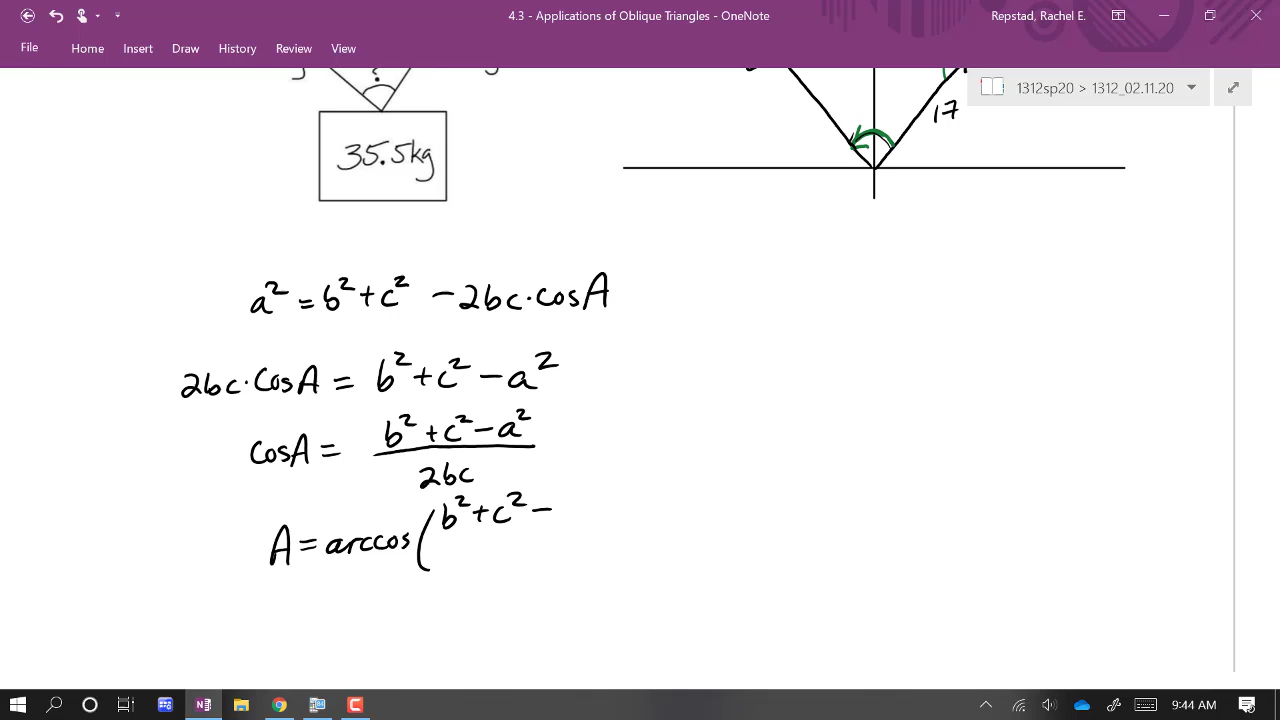 4.3 - Applications of Oblique Triangles - OneNote
Repstad, Rachel E.
File Home Insert Draw History Review View
1312sp20 > 1312_02.11.20
?
17
35.5kg
a² = b² + c² - 2bc·cosA
2bc·cosA = b² + c² - a²
cosA = b² + c² - a²
2bc
A = arccos( b² + c² -
9:44 AM